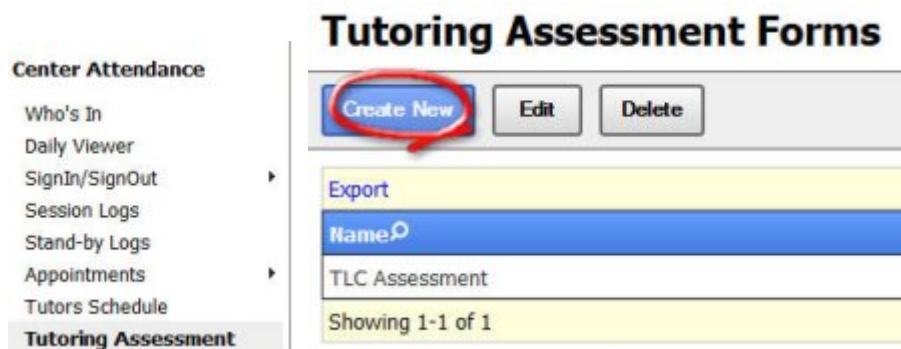 Center Attendance
Who's In
Daily Viewer
SignIn/SignOut
Session Logs
Stand-by Logs
Appointments
Tutors Schedule
Tutoring Assessment
Tutoring Assessment Forms
Create New Edit Delete
Export
Name
TLC Assessment
Showing 1-1 of 1